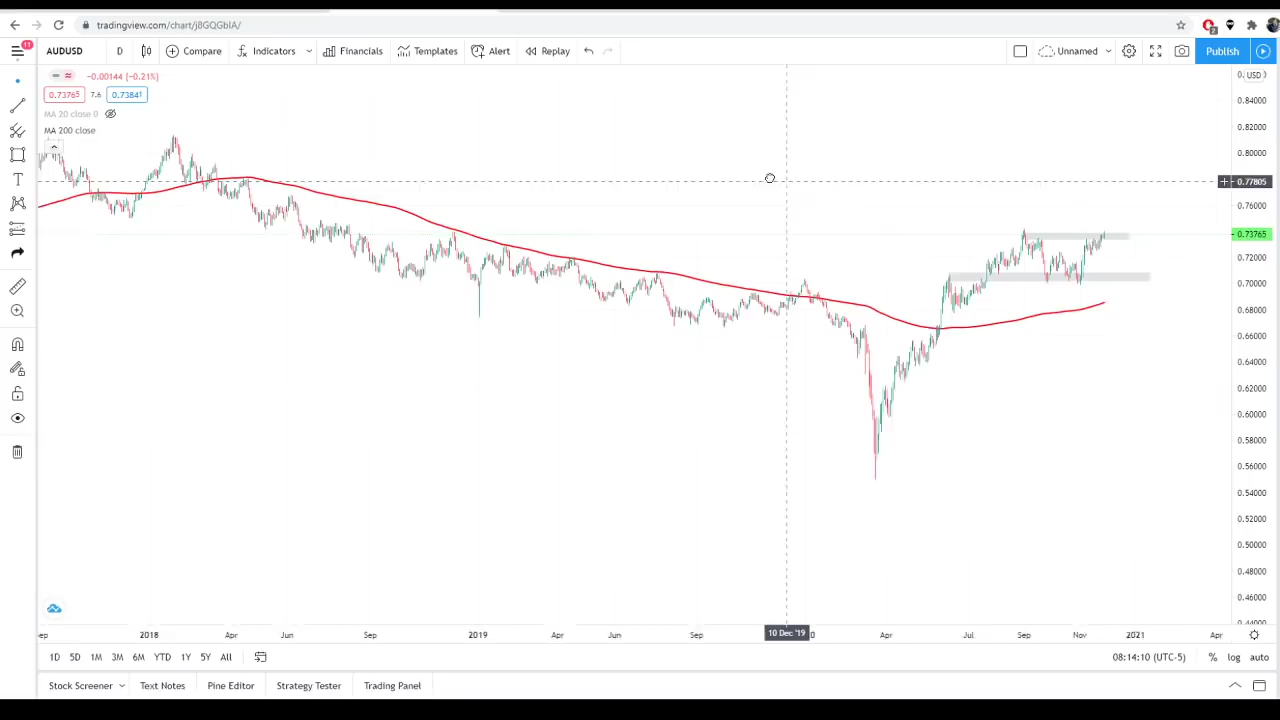 tradingview.com/chart/j8GQGblA/
2
11
AUDUSD D Compare Indicators Financials Templates Alert Replay Unnamed Publish
−0.00144 (−0.21%)
0.73765 7.6 0.73841
MA 20 close 0
MA 200 close
USD
0.84000
0.82000
0.80000
0.77805
0.76000
0.73765
0.72000
0.70000
0.68000
0.66000
0.64000
0.62000
0.60000
0.58000
0.56000
0.54000
0.52000
0.50000
0.48000
0.46000
0.44000
2018 Apr Jun Sep 2019 Apr Jun Sep 10 Dec '19 Apr Jul Sep Nov 2021 Apr
1D 5D 1M 3M 6M YTD 1Y 5Y All 08:14:10 (UTC-5) % log auto
Stock Screener Text Notes Pine Editor Strategy Tester Trading Panel